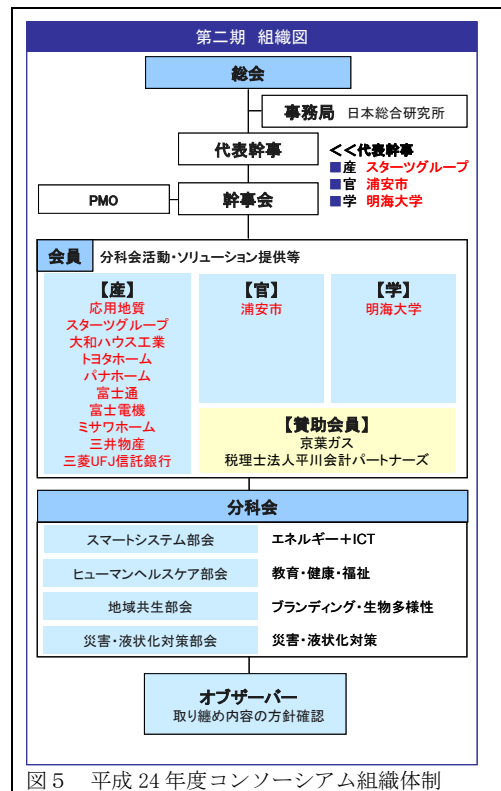 第二期 組織図
総会
事務局 日本総合研究所
代表幹事
<<代表幹事
■産 スターツグループ
■官 浦安市
■学 明海大学
PMO
幹事会
会員 分科会活動・ソリューション提供等
【産】
応用地質
スターツグループ
大和ハウス工業
トヨタホーム
パナホーム
富士通
富士電機
ミサワホーム
三井物産
三菱UFJ信託銀行
【官】
浦安市
【学】
明海大学
【賛助会員】
京葉ガス
税理士法人平川会計パートナーズ
分科会
スマートシステム部会 エネルギー+ICT
ヒューマンヘルスケア部会 教育・健康・福祉
地域共生部会 ブランディング・生物多様性
災害・液状化対策部会 災害・液状化対策
オブザーバー
取り纏め内容の方針確認
図5 平成24年度コンソーシアム組織体制